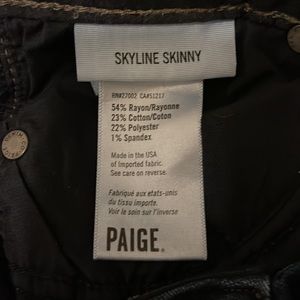 SKYLINE SKINNY
RN#27002 CA#51217
54% Rayon/Rayonne
23% Cotton/Coton
22% Polyester
1% Spandex
Made in the USA
of Imported fabric.
See care on reverse.
Fabriqué aux etats-unis
du tissu importe.
Voir le soin sur l'inverse
PAIGE.